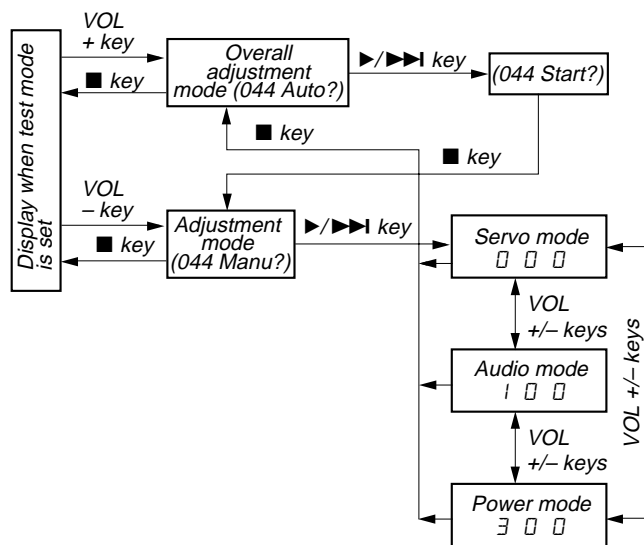 VOL
+ key
■ key
Overall
adjustment
mode (044 Auto?)
▶/▶▶I key
(044 Start?)
■ key
■ key
Display when test mode
is set
VOL
– key
■ key
Adjustment
mode
(044 Manu?)
▶/▶▶I key
Servo mode
0 0 0
VOL
+/– keys
Audio mode
1 0 0
VOL
+/– keys
Power mode
3 0 0
VOL +/– keys